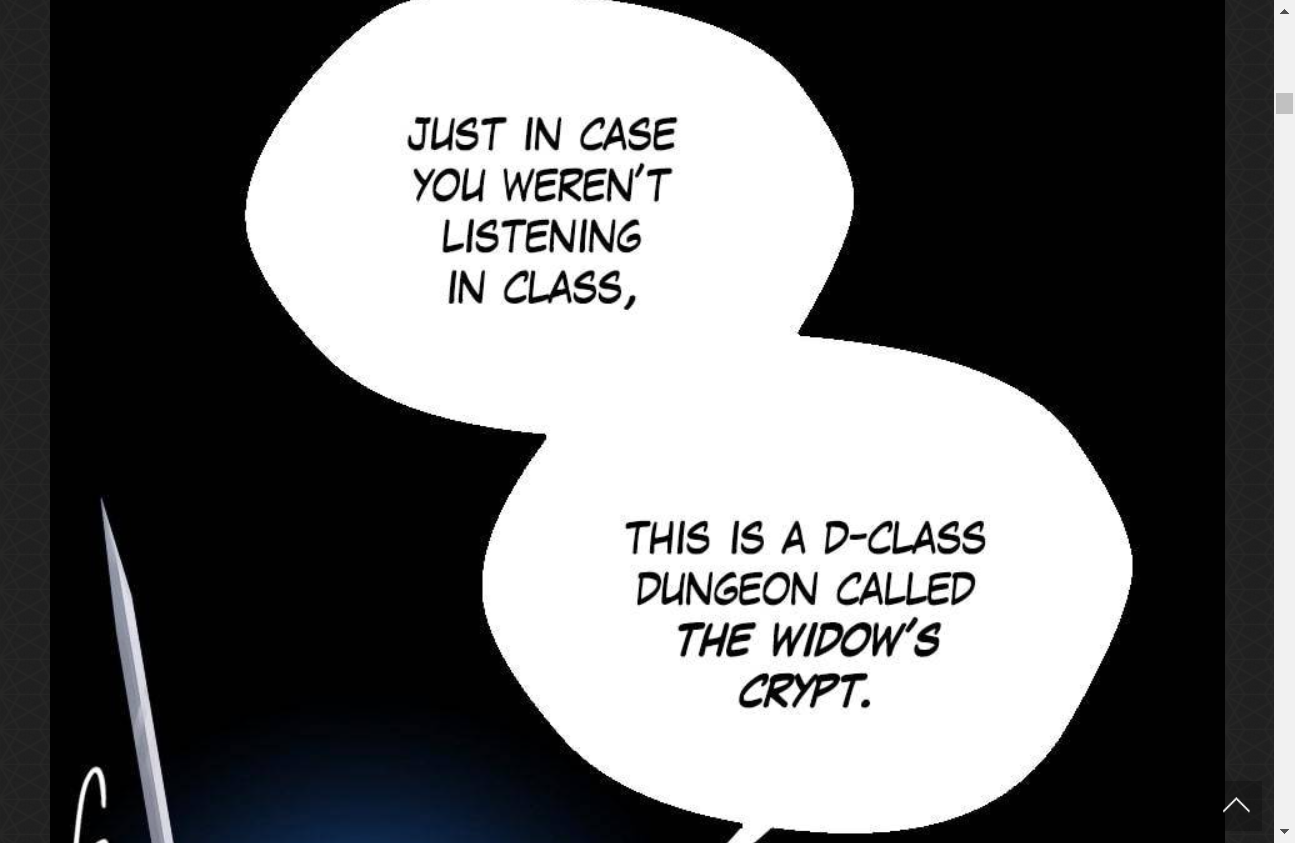 JUST IN CASE
YOU WEREN'T
LISTENING
IN CLASS,
THIS IS A D-CLASS
DUNGEON CALLED
THE WIDOW'S
CRYPT.